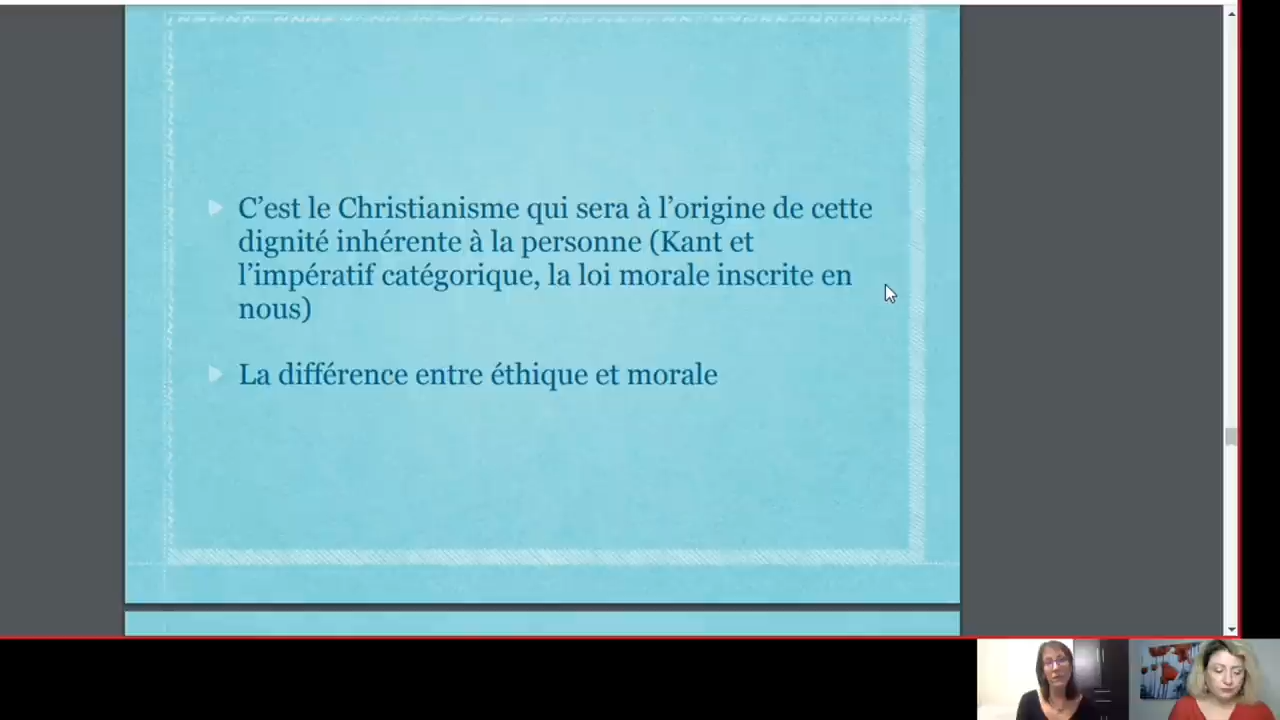 C’est le Christianisme qui sera à l’origine de cette
dignité inhérente à la personne (Kant et
l’impératif catégorique, la loi morale inscrite en
nous)
La différence entre éthique et morale